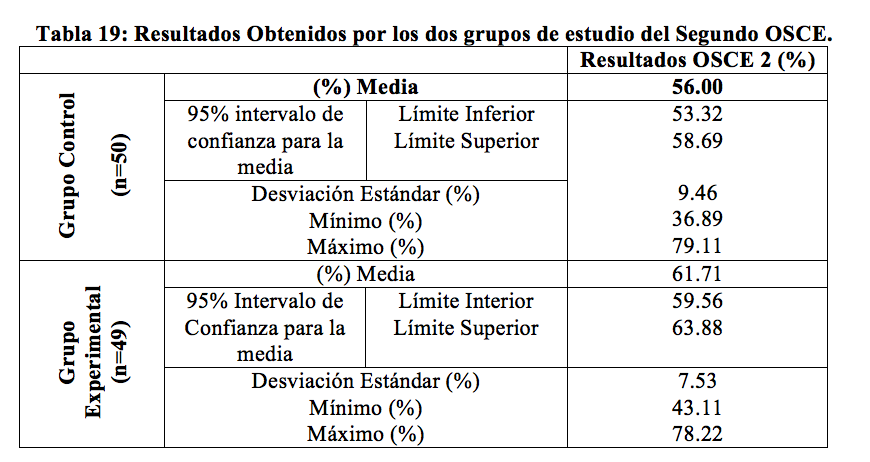 Tabla 19: Resultados Obtenidos por los dos grupos de estudio del Segundo OSCE.
Resultados OSCE 2 (%)
Grupo Control
(n=50)
(%) Media 56.00
95% intervalo de confianza para la media
Límite Inferior 53.32
Límite Superior 58.69
Desviación Estándar (%) 9.46
Mínimo (%) 36.89
Máximo (%) 79.11
Grupo
Experimental
(n=49)
(%) Media 61.71
95% Intervalo de Confianza para la media
Límite Interior 59.56
Límite Superior 63.88
Desviación Estándar (%) 7.53
Mínimo (%) 43.11
Máximo (%) 78.22